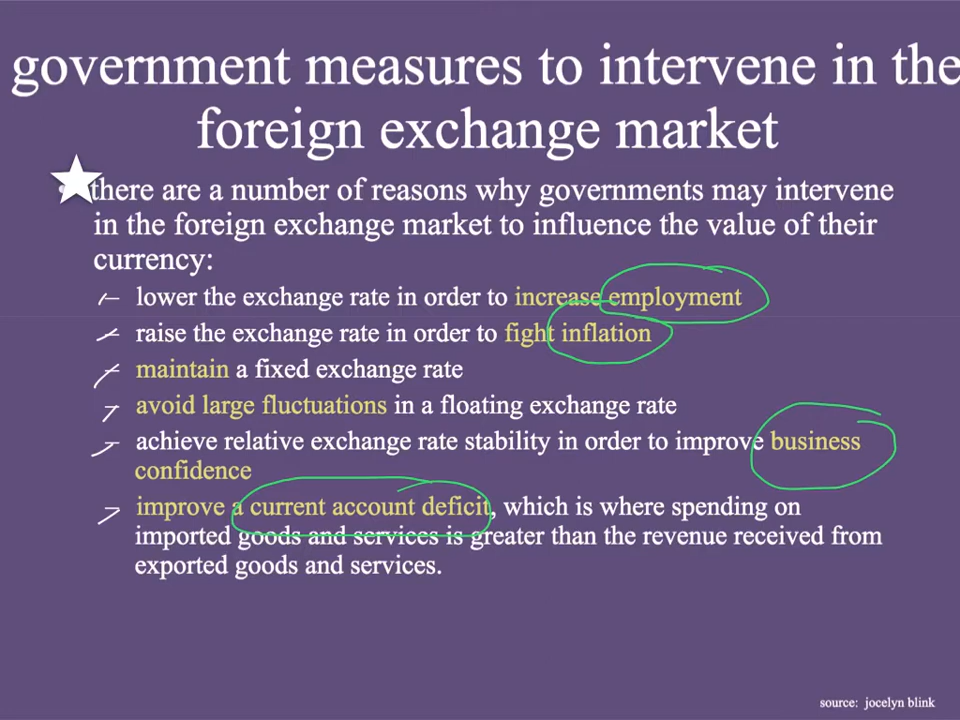 government measures to intervene in the
foreign exchange market
there are a number of reasons why governments may intervene
in the foreign exchange market to influence the value of their
currency:
– lower the exchange rate in order to increase employment
– raise the exchange rate in order to fight inflation
– maintain a fixed exchange rate
– avoid large fluctuations in a floating exchange rate
– achieve relative exchange rate stability in order to improve business
confidence
– improve a current account deficit, which is where spending on
imported goods and services is greater than the revenue received from
exported goods and services.
source: jocelyn blink